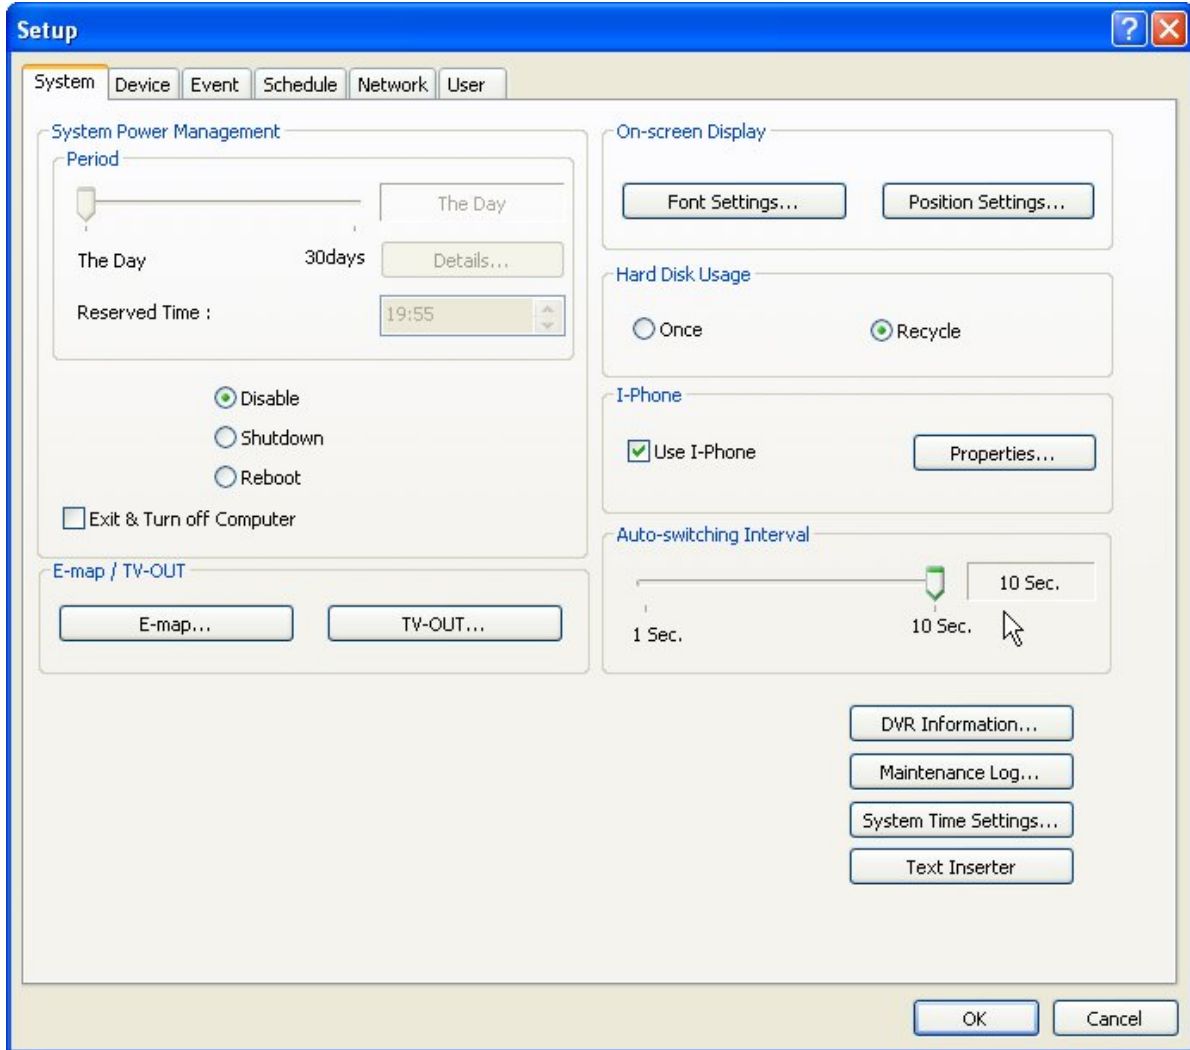 Setup
System Device Event Schedule Network User
System Power Management
Period
The Day
The Day 30days Details...
Reserved Time : 19:55
Disable
Shutdown
Reboot
Exit & Turn off Computer
E-map / TV-OUT
E-map... TV-OUT...
On-screen Display
Font Settings... Position Settings...
Hard Disk Usage
Once Recycle
I-Phone
Use I-Phone Properties...
Auto-switching Interval
10 Sec.
1 Sec. 10 Sec.
DVR Information...
Maintenance Log...
System Time Settings...
Text Inserter
OK Cancel